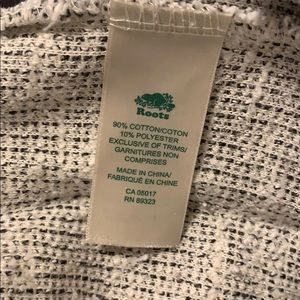 Roots
90% COTTON/COTON
10% POLYESTER
EXCLUSIVE OF TRIMS/
GARNITURES NON
COMPRISES
MADE IN CHINA/
FABRIQUÉ EN CHINE
CA 05017
RN 89323